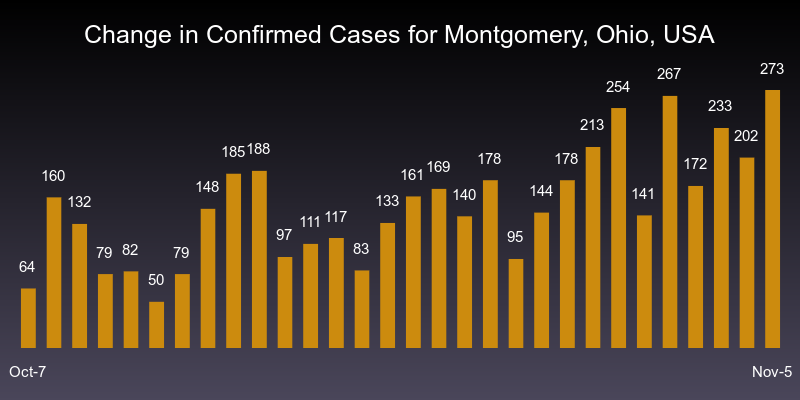 Change in Confirmed Cases for Montgomery, Ohio, USA
64 160 132 79 82 50 79 148 185 188 97 111 117 83 133 161 169 140 178 95 144 178 213 254 141 267 172 233 202 273
Oct-7 Nov-5